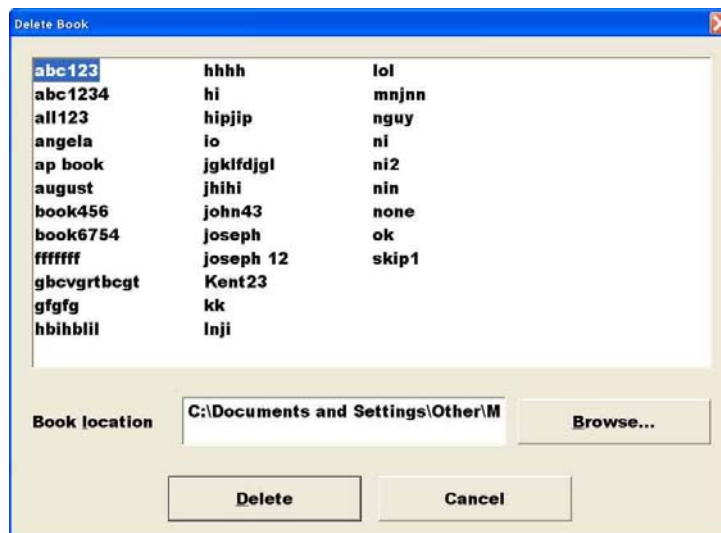 Delete Book
abc123 hhhh lol
abc1234 hi mnjnn
all123 hipjip nguy
angela io ni
ap book jgklfdjgl ni2
august jhihi nin
book456 john43 none
book6754 joseph ok
fffffff joseph 12 skip1
gbcvgrtbcgt Kent23
gfgfg kk
hbihblil lnji
Book location C:\Documents and Settings\Other\M Browse...
Delete Cancel